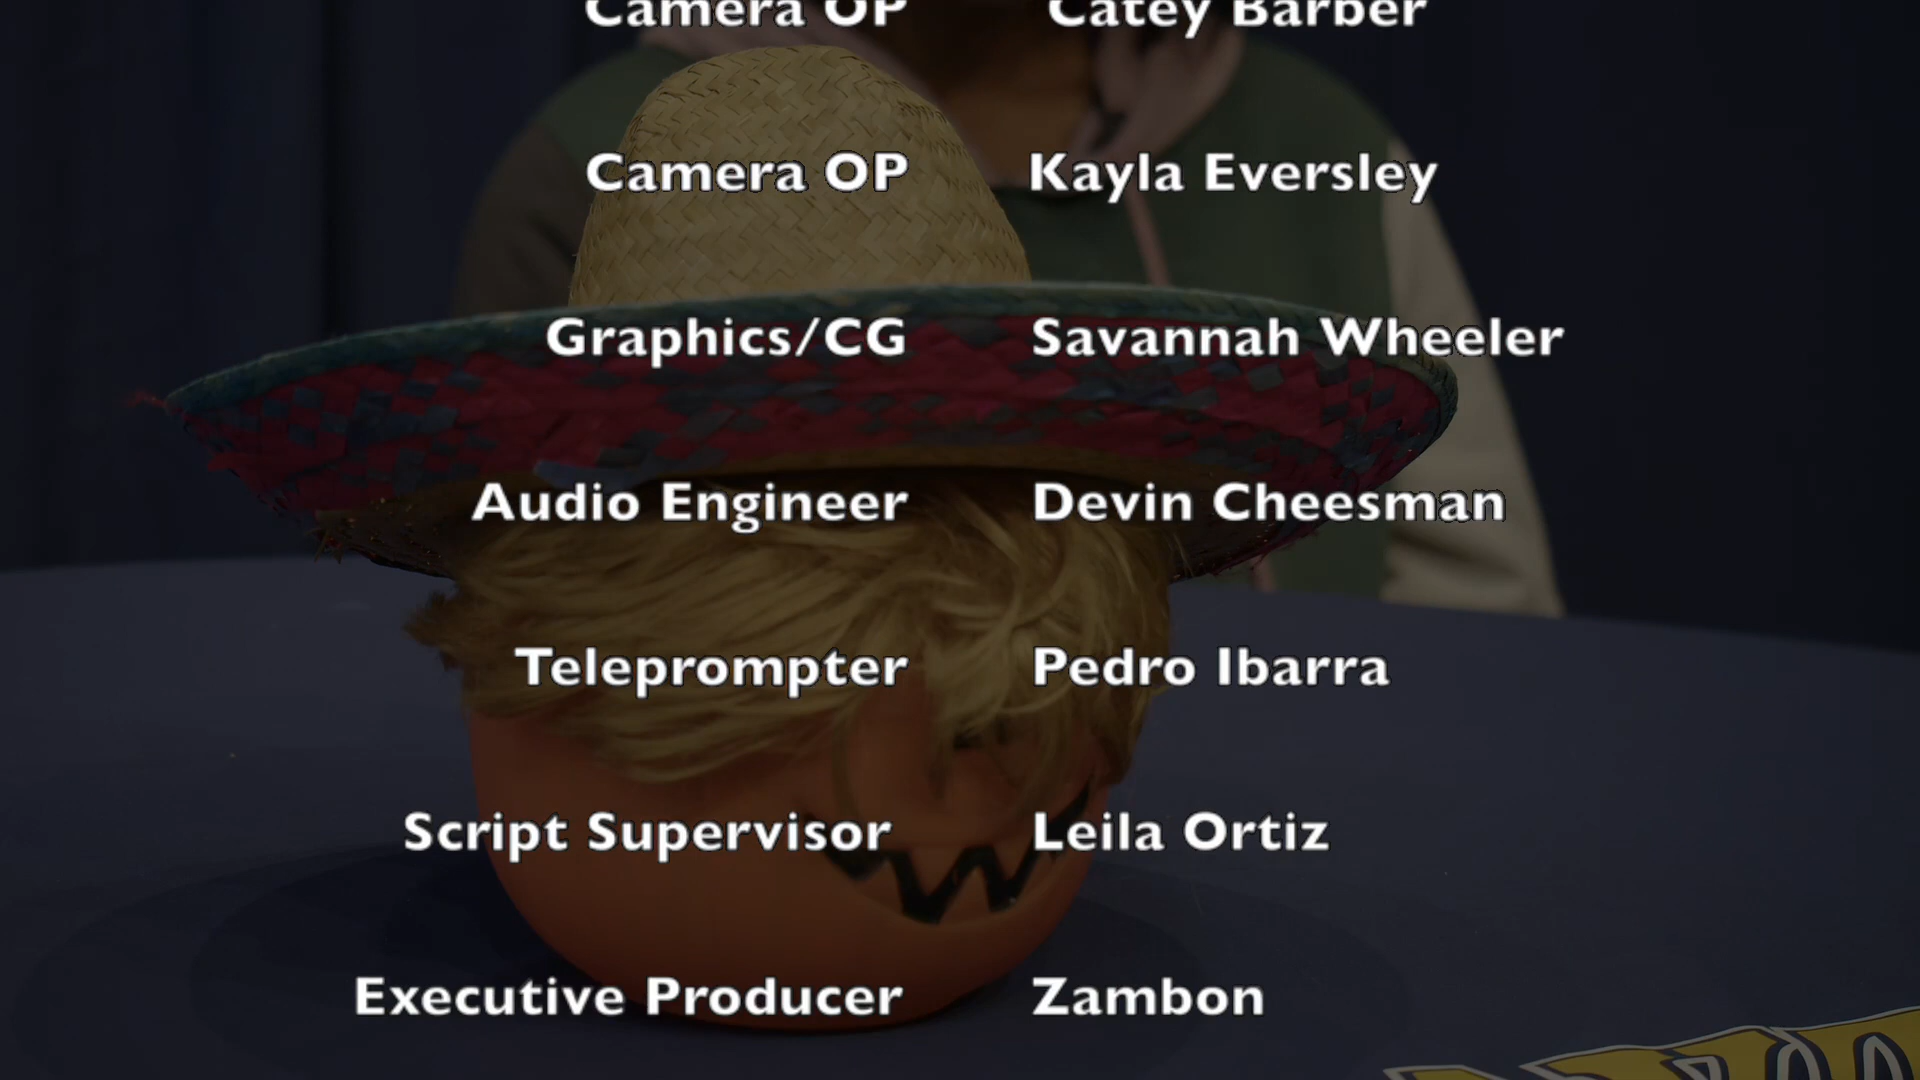 Camera OP Catey Barber
Camera OP Kayla Eversley
Graphics/CG Savannah Wheeler
Audio Engineer Devin Cheesman
Teleprompter Pedro Ibarra
Script Supervisor Leila Ortiz
Executive Producer Zambon